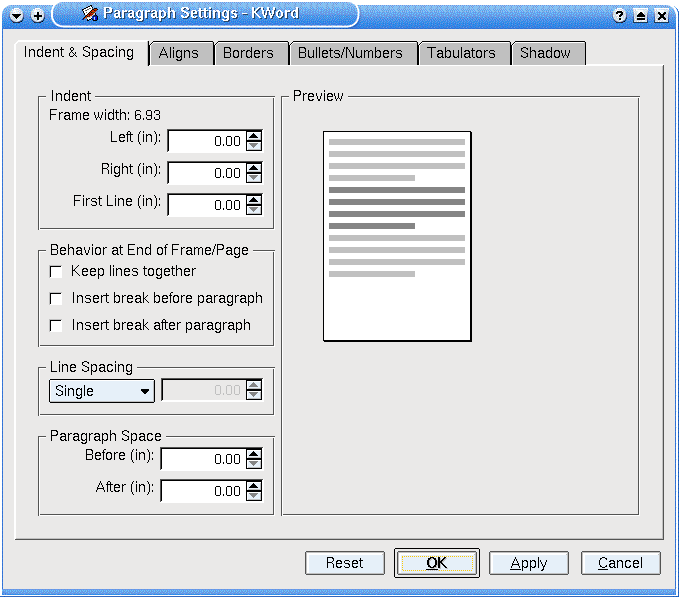 Paragraph Settings - KWord
Indent & Spacing Aligns Borders Bullets/Numbers Tabulators Shadow
Indent
Frame width: 6.93
Left (in): 0.00
Right (in): 0.00
First Line (in): 0.00
Behavior at End of Frame/Page
Keep lines together
Insert break before paragraph
Insert break after paragraph
Line Spacing
Single 0.00
Paragraph Space
Before (in): 0.00
After (in): 0.00
Preview
Reset OK Apply Cancel